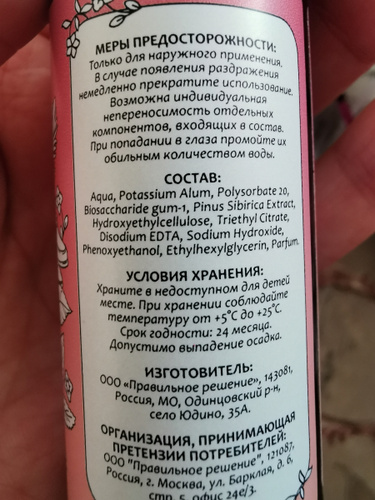 МЕРЫ ПРЕДОСТОРОЖНОСТИ:
Только для наружного применения.
В случае появления раздражения
немедленно прекратите использование.
Возможна индивидуальная
непереносимость отдельных
компонентов, входящих в состав.
При попадании в глаза промойте их
обильным количеством воды.
СОСТАВ:
Aqua, Potassium Alum, Polysorbate 20,
Biosaccharide gum-1, Pinus Sibirica Extract,
Hydroxyethylcellulose, Triethyl Citrate,
Disodium EDTA, Sodium Hydroxide,
Phenoxyethanol, Ethylhexylglycerin, Parfum.
УСЛОВИЯ ХРАНЕНИЯ:
Храните в недоступном для детей
месте. При хранении соблюдайте
температуру от +5°С до +25°С.
Срок годности: 24 месяца.
Допустимо выпадение осадка.
ИЗГОТОВИТЕЛЬ:
ООО «Правильное решение», 143081,
Россия, МО, Одинцовский р-н,
село Юдино, 35А.
ОРГАНИЗАЦИЯ, ПРИНИМАЮЩАЯ
ПРЕТЕНЗИИ ПОТРЕБИТЕЛЕЙ:
ООО "Правильное решение", 121087,
Россия, г. Москва, ул. Барклая, д. 6,
стр. 5, офис 24е/3.